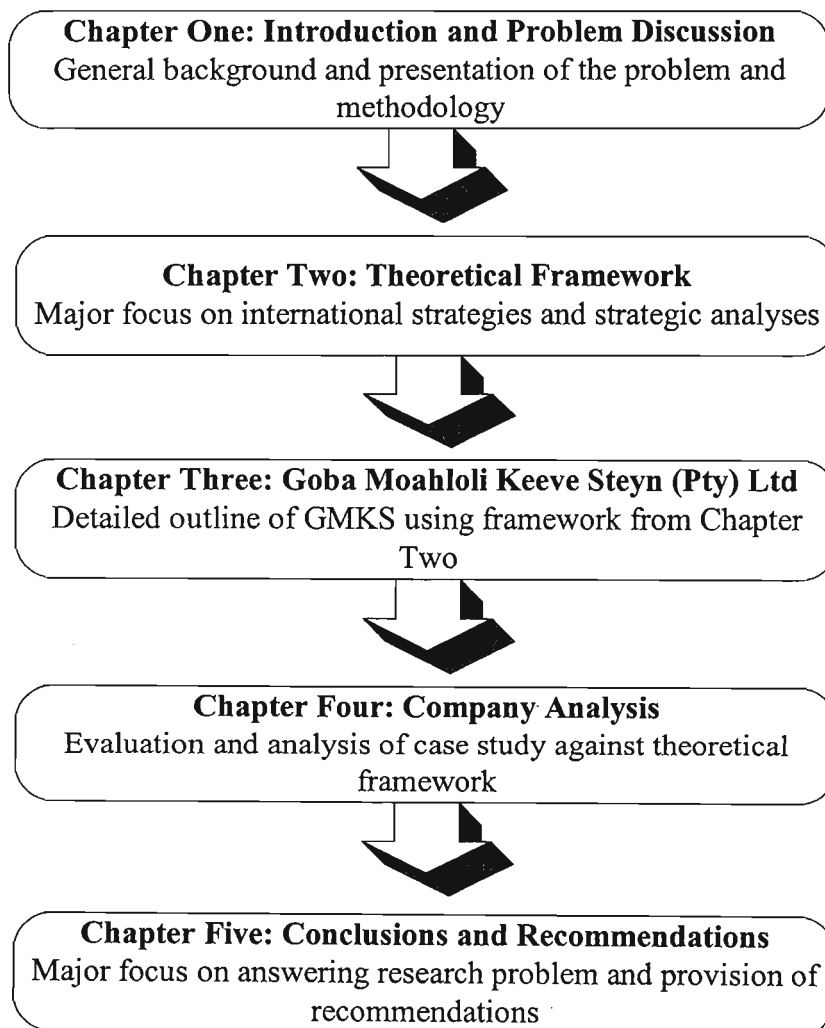 Chapter One: Introduction and Problem Discussion
General background and presentation of the problem and
methodology
Chapter Two: Theoretical Framework
Major focus on international strategies and strategic analyses
Chapter Three: Goba Moahloli Keeve Steyn (Pty) Ltd
Detailed outline of GMKS using framework from Chapter
Two
Chapter Four: Company Analysis
Evaluation and analysis of case study against theoretical
framework
Chapter Five: Conclusions and Recommendations
Major focus on answering research problem and provision of
recommendations